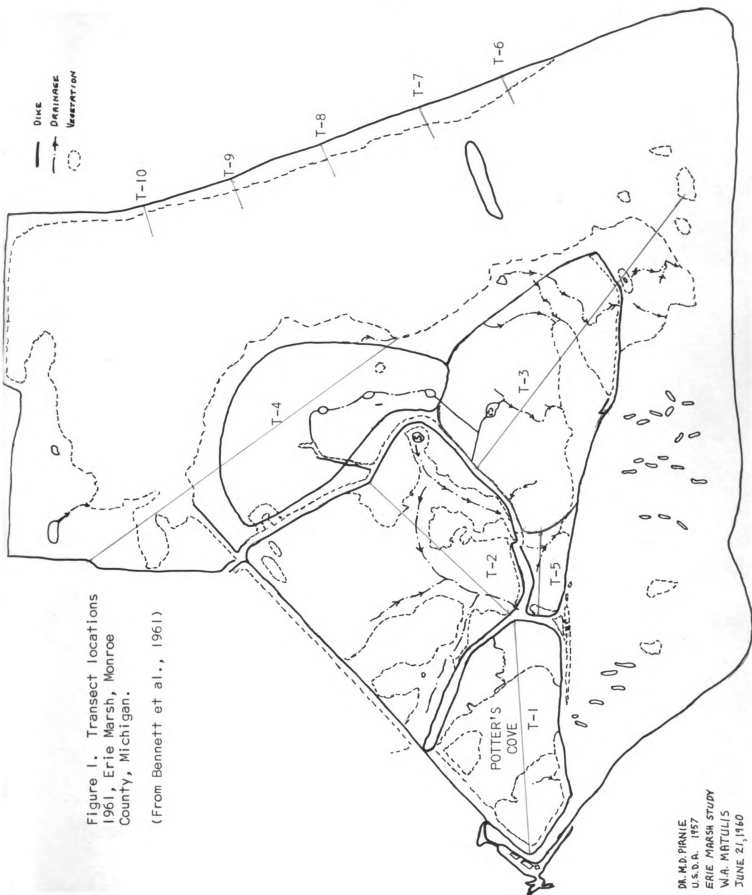 DIKE
DRAINAGE
VEGETATION
T-10
T-9
T-8
T-7
T-6
T-4
T-3
T-2
T-5
POTTER'S
COVE
T-1
Figure 1. Transect locations
1961, Erie Marsh, Monroe
County, Michigan.
(From Bennett et al., 1961)
DR. M.D. PIRNIE
U.S.D.A. 1957
ERIE MARSH STUDY
W.A. MATULIS
JUNE 21, 1960